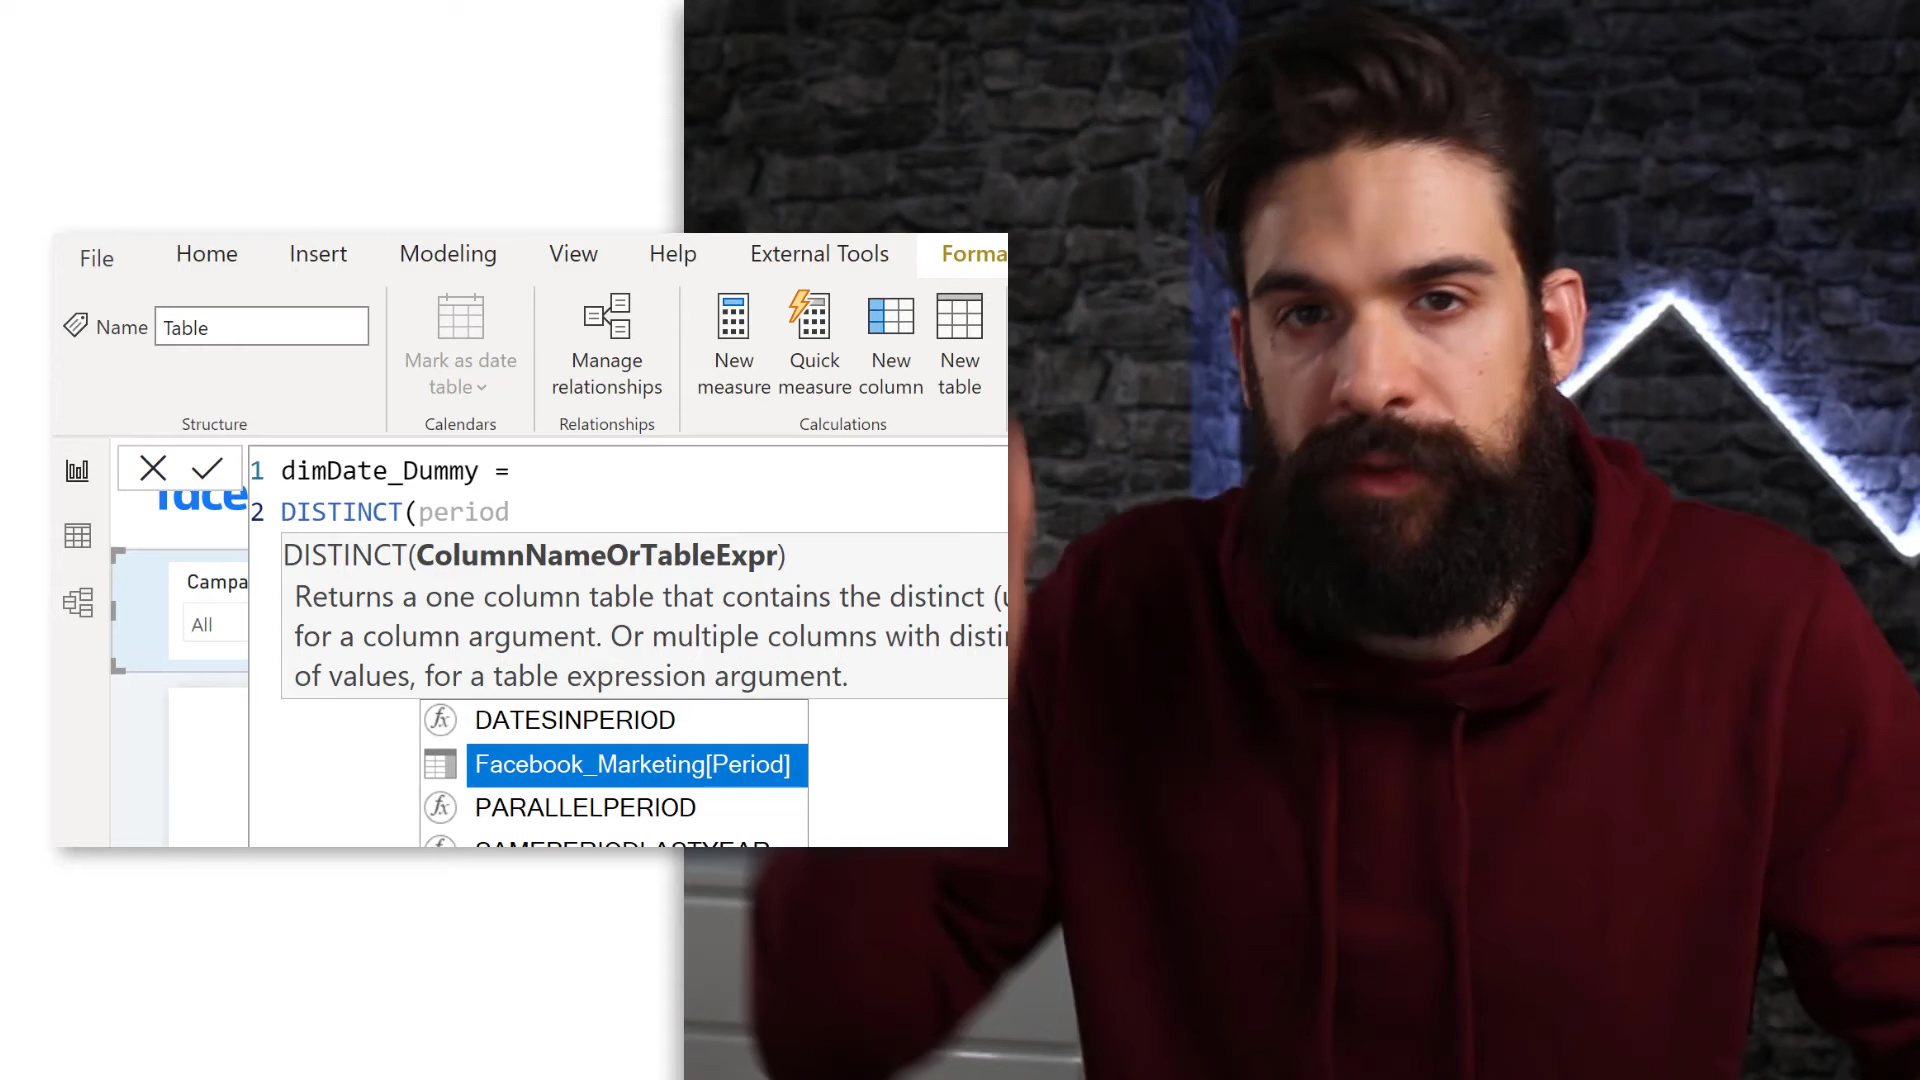 File Home Insert Modeling View Help External Tools Forma
Name Table
Mark as date table
Manage relationships
New measure
Quick measure
New column
New table
Structure Calendars Relationships Calculations
1 dimDate_Dummy =
2 DISTINCT(period
DISTINCT(ColumnNameOrTableExpr)
Returns a one column table that contains the distinct (u
for a column argument. Or multiple columns with distin
of values, for a table expression argument.
Campa
All
DATESINPERIOD
Facebook_Marketing[Period]
PARALLELPERIOD
SAMEPERIODLASTYEAR